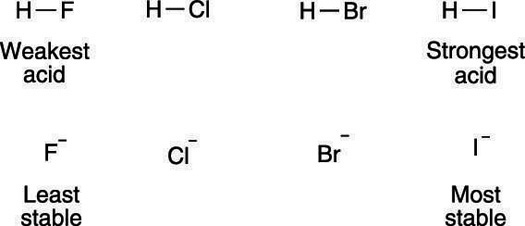 H—F H—Cl H—Br H—I
Weakest Strongest
acid acid
F⁻ Cl⁻ Br⁻ I⁻
Least Most
stable stable